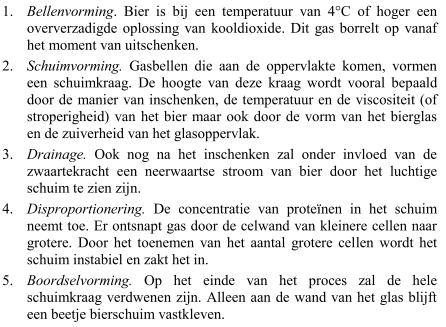 1. Bellenvorming. Bier is bij een temperatuur van 4°C of hoger een
oververzadigde oplossing van kooldioxide. Dit gas borrelt op vanaf
het moment van uitschenken.
2. Schuimvorming. Gasbellen die aan de oppervlakte komen, vormen
een schuimkraag. De hoogte van deze kraag wordt vooral bepaald
door de manier van inschenken, de temperatuur en de viscositeit (of
stroperigheid) van het bier maar ook door de vorm van het bierglas
en de zuiverheid van het glasoppervlak.
3. Drainage. Ook nog na het inschenken zal onder invloed van de
zwaartekracht een neerwaartse stroom van bier door het luchtige
schuim te zien zijn.
4. Disproportionering. De concentratie van proteïnen in het schuim
neemt toe. Er ontsnapt gas door de celwand van kleinere cellen naar
grotere. Door het toenemen van het aantal grotere cellen wordt het
schuim instabiel en zakt het in.
5. Boordselvorming. Op het einde van het proces zal de hele
schuimkraag verdwenen zijn. Alleen aan de wand van het glas blijft
een beetje bierschuim vastkleven.